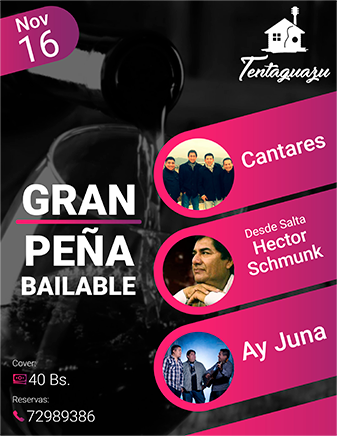 Nov
16
Tentaguazu
Cantares
GRAN
PEÑA
BAILABLE
Desde Salta
Hector
Schmunk
Ay Juna
Cover:
40 Bs.
Reservas:
72989386